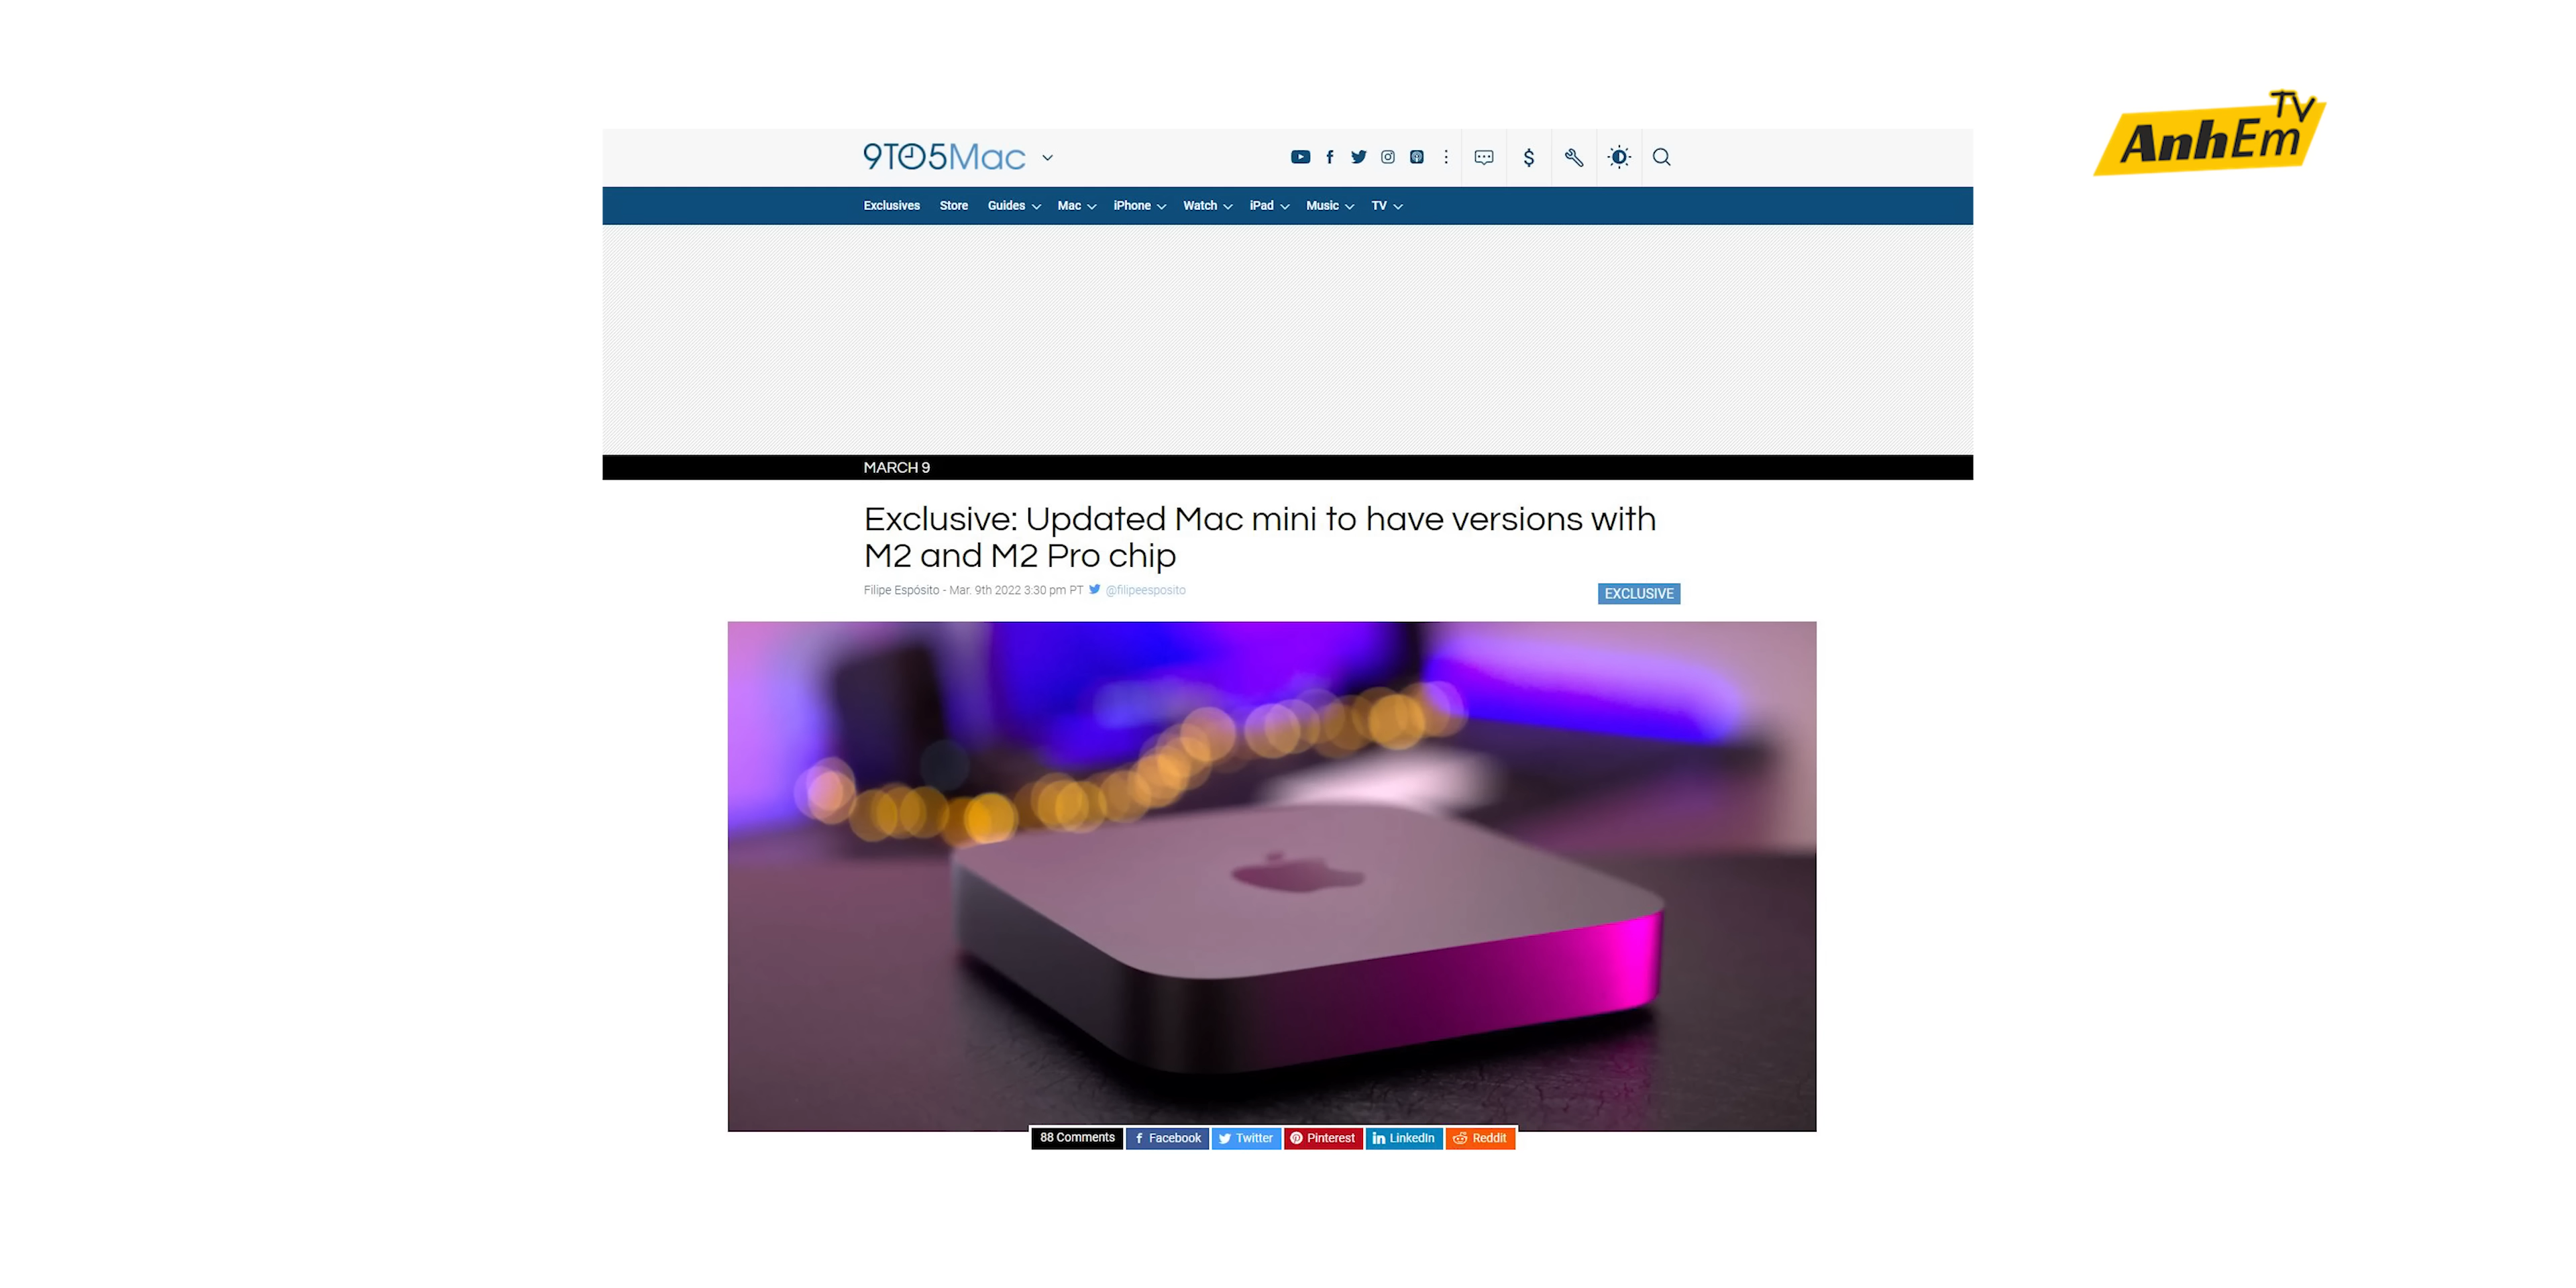 AnhEm TV
9TO5Mac
Exclusives Store Guides Mac iPhone Watch iPad Music TV
MARCH 9
Exclusive: Updated Mac mini to have versions with
M2 and M2 Pro chip
Filipe Espósito - Mar. 9th 2022 3:30 pm PT @filipeesposito
EXCLUSIVE
88 Comments Facebook Twitter Pinterest LinkedIn Reddit